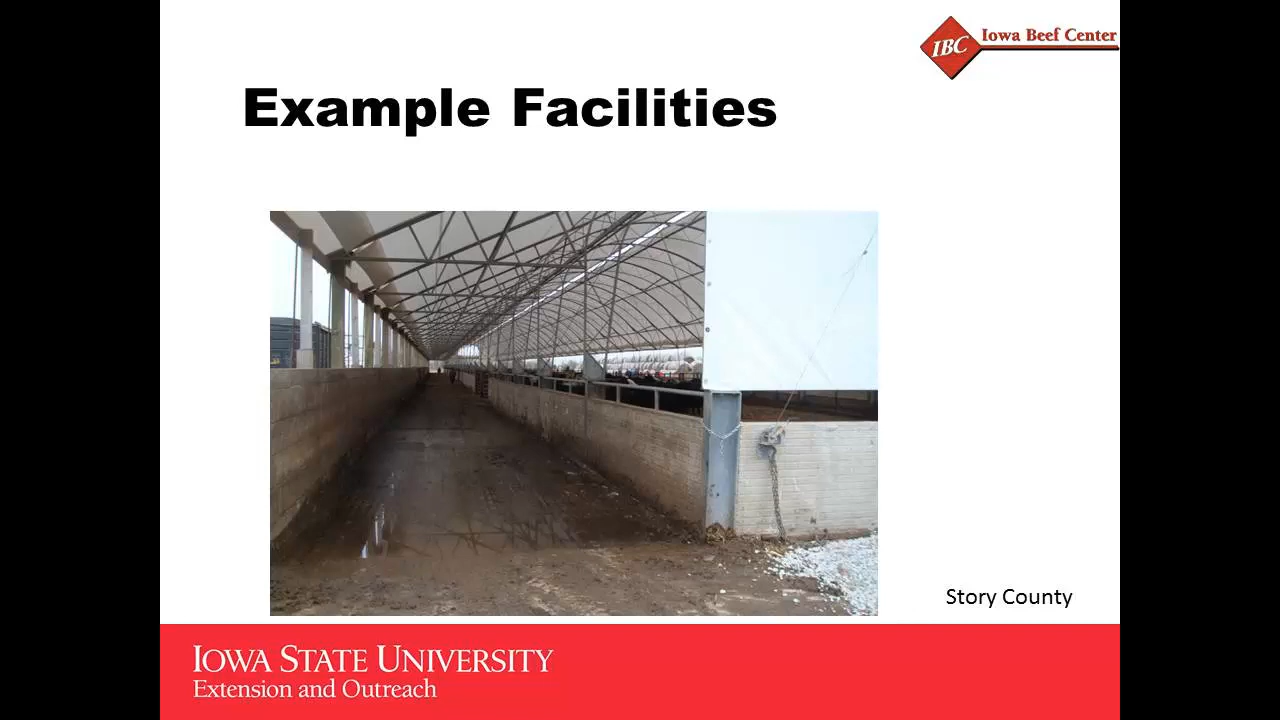 IBC Iowa Beef Center
Example Facilities
Story County
IOWA STATE UNIVERSITY
Extension and Outreach